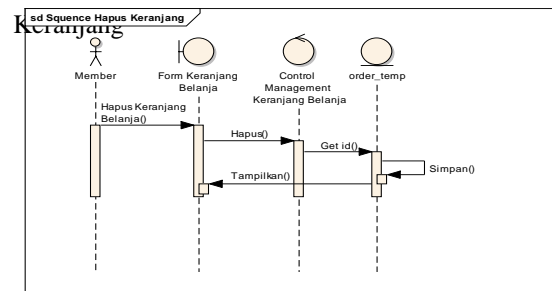 Keranjang
sd Squence Hapus Keranjang
Member
Form Keranjang
Belanja
Control
Management
Keranjang Belanja
order_temp
Hapus Keranjang
Belanja()
Hapus()
Get id()
Simpan()
Tampilkan()